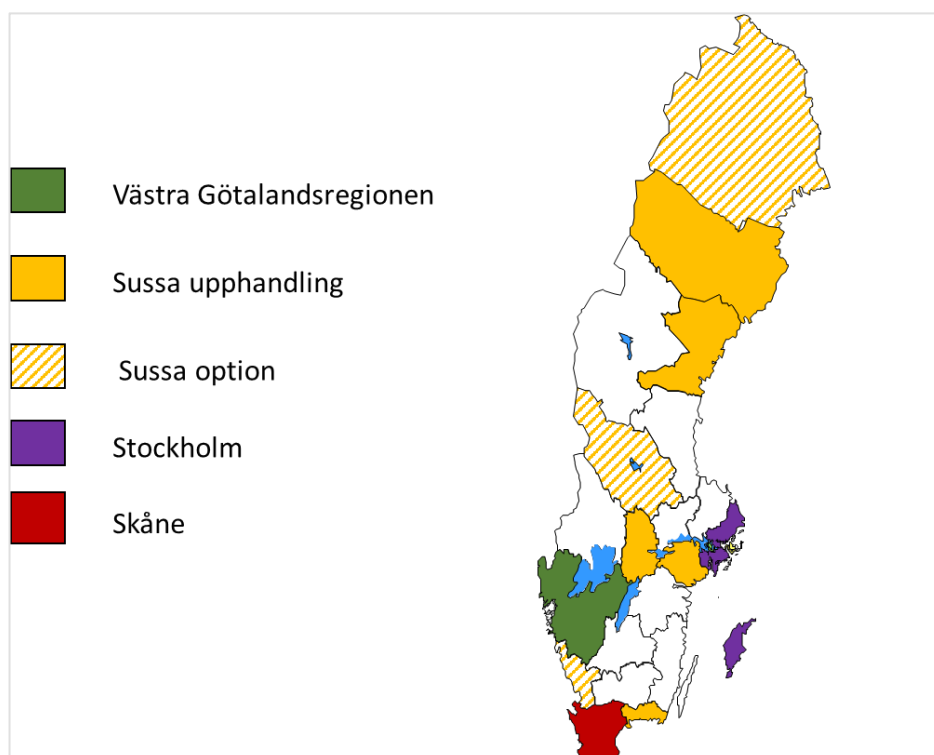 Västra Götalandsregionen
Sussa upphandling
Sussa option
Stockholm
Skåne